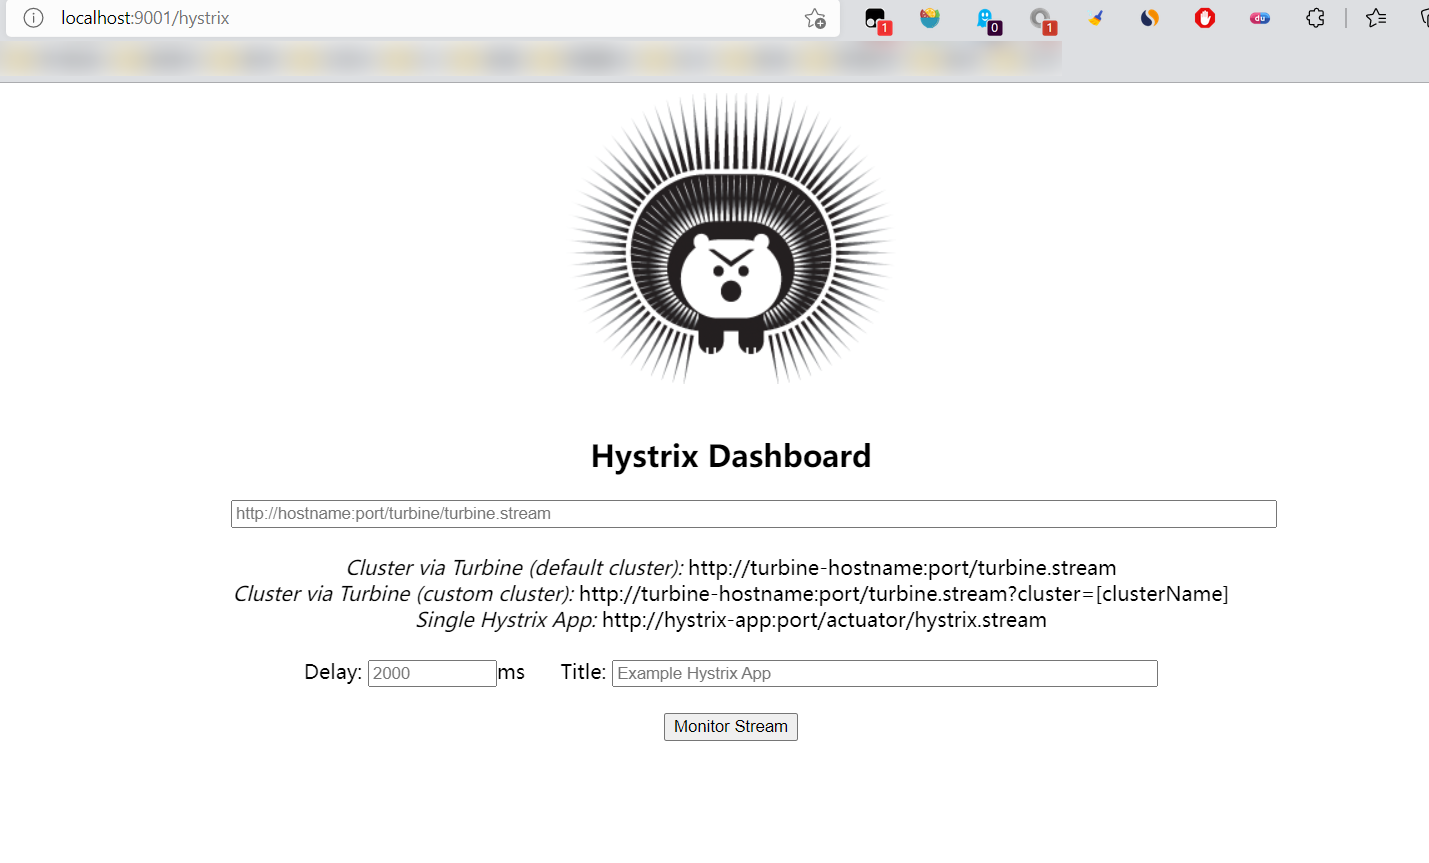 localhost:9001/hystrix
1
0
1
du
Hystrix Dashboard
http://hostname:port/turbine/turbine.stream
Cluster via Turbine (default cluster): http://turbine-hostname:port/turbine.stream
Cluster via Turbine (custom cluster): http://turbine-hostname:port/turbine.stream?cluster=[clusterName]
Single Hystrix App: http://hystrix-app:port/actuator/hystrix.stream
Delay: 2000 ms Title: Example Hystrix App
Monitor Stream